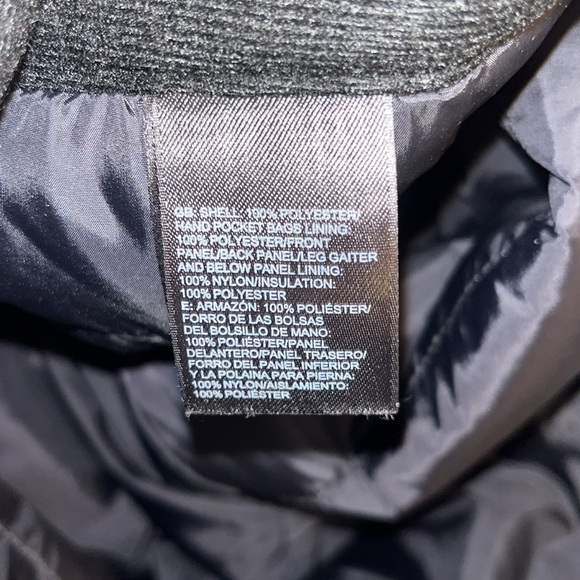 GB: SHELL: 100% POLYESTER/
HAND POCKET BAGS LINING:
100% POLYESTER/FRONT
PANEL/BACK PANEL/LEG GAITER
AND BELOW PANEL LINING:
100% NYLON/INSULATION:
100% POLYESTER
E: ARMAZÓN: 100% POLIÉSTER/
FORRO DE LAS BOLSAS
DEL BOLSILLO DE MANO:
100% POLIÉSTER/PANEL
DELANTERO/PANEL TRASERO/
FORRO DEL PANEL INFERIOR
Y LA POLAINA PARA PIERNA:
100% NYLON/AISLAMIENTO:
100% POLIÉSTER